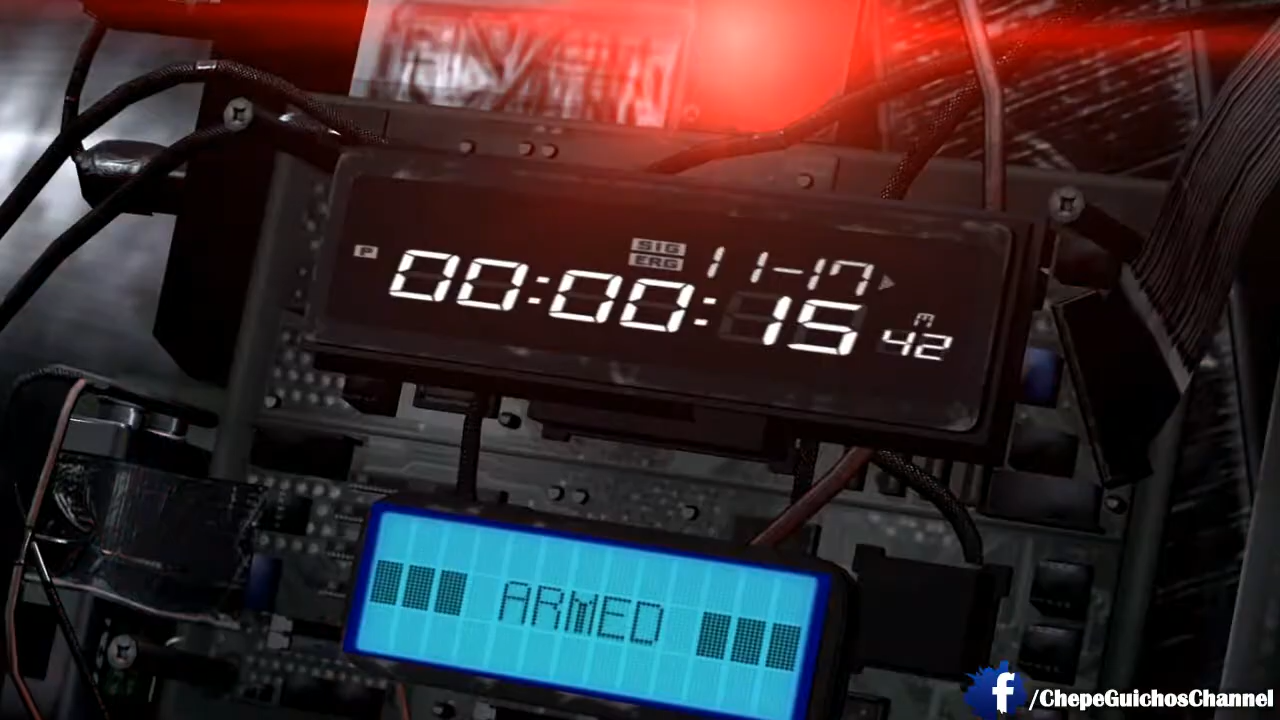 SIG
ERG
11-17
P
00:00:15
M
42
ARMED
f /ChepeGuichosChannel